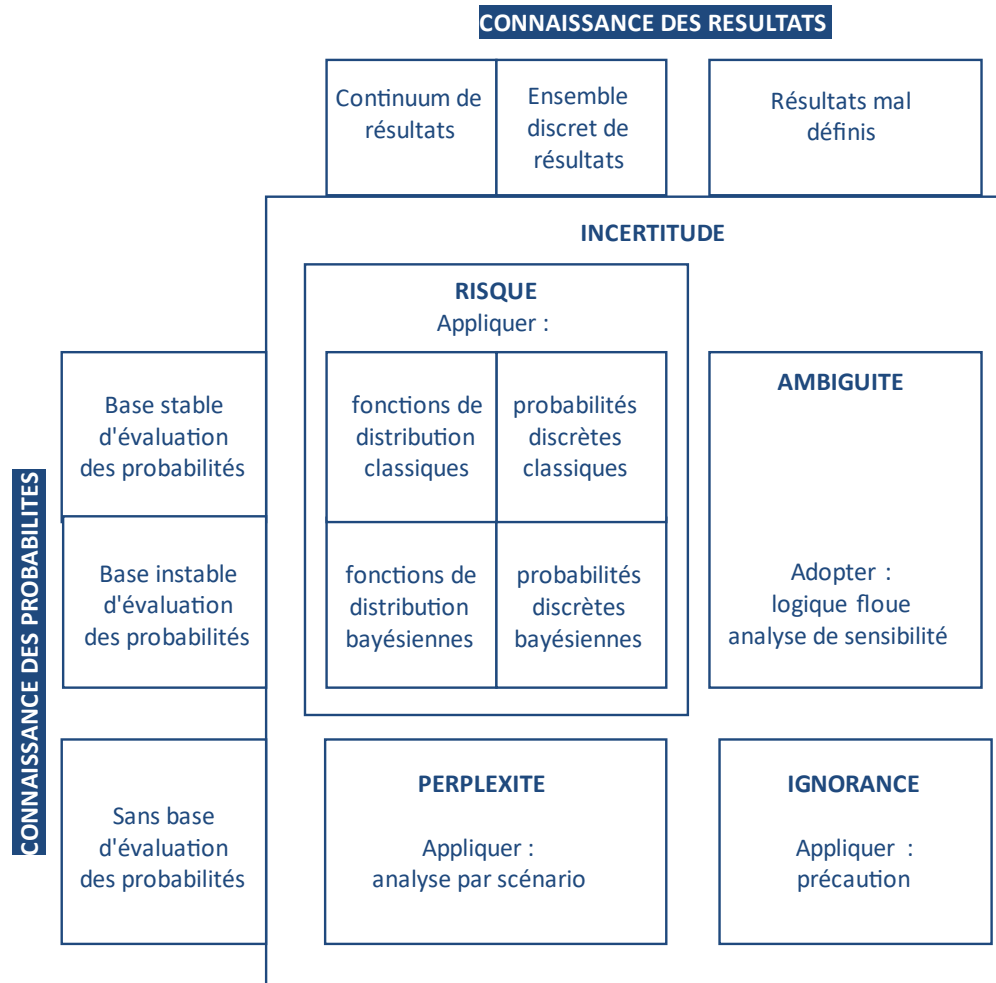 CONNAISSANCE DES RESULTATS
Continuum de
résultats
Ensemble
discret de
résultats
Résultats mal
définis
INCERTITUDE
RISQUE
Appliquer :
CONNAISSANCE DES PROBABILITES
Base stable
d'évaluation
des probabilités
fonctions de
distribution
classiques
probabilités
discrètes
classiques
AMBIGUITE
Adopter :
logique floue
analyse de sensibilité
Base instable
d'évaluation
des probabilités
fonctions de
distribution
bayésiennes
probabilités
discrètes
bayésiennes
Sans base
d'évaluation
des probabilités
PERPLEXITE
Appliquer :
analyse par scénario
IGNORANCE
Appliquer :
précaution